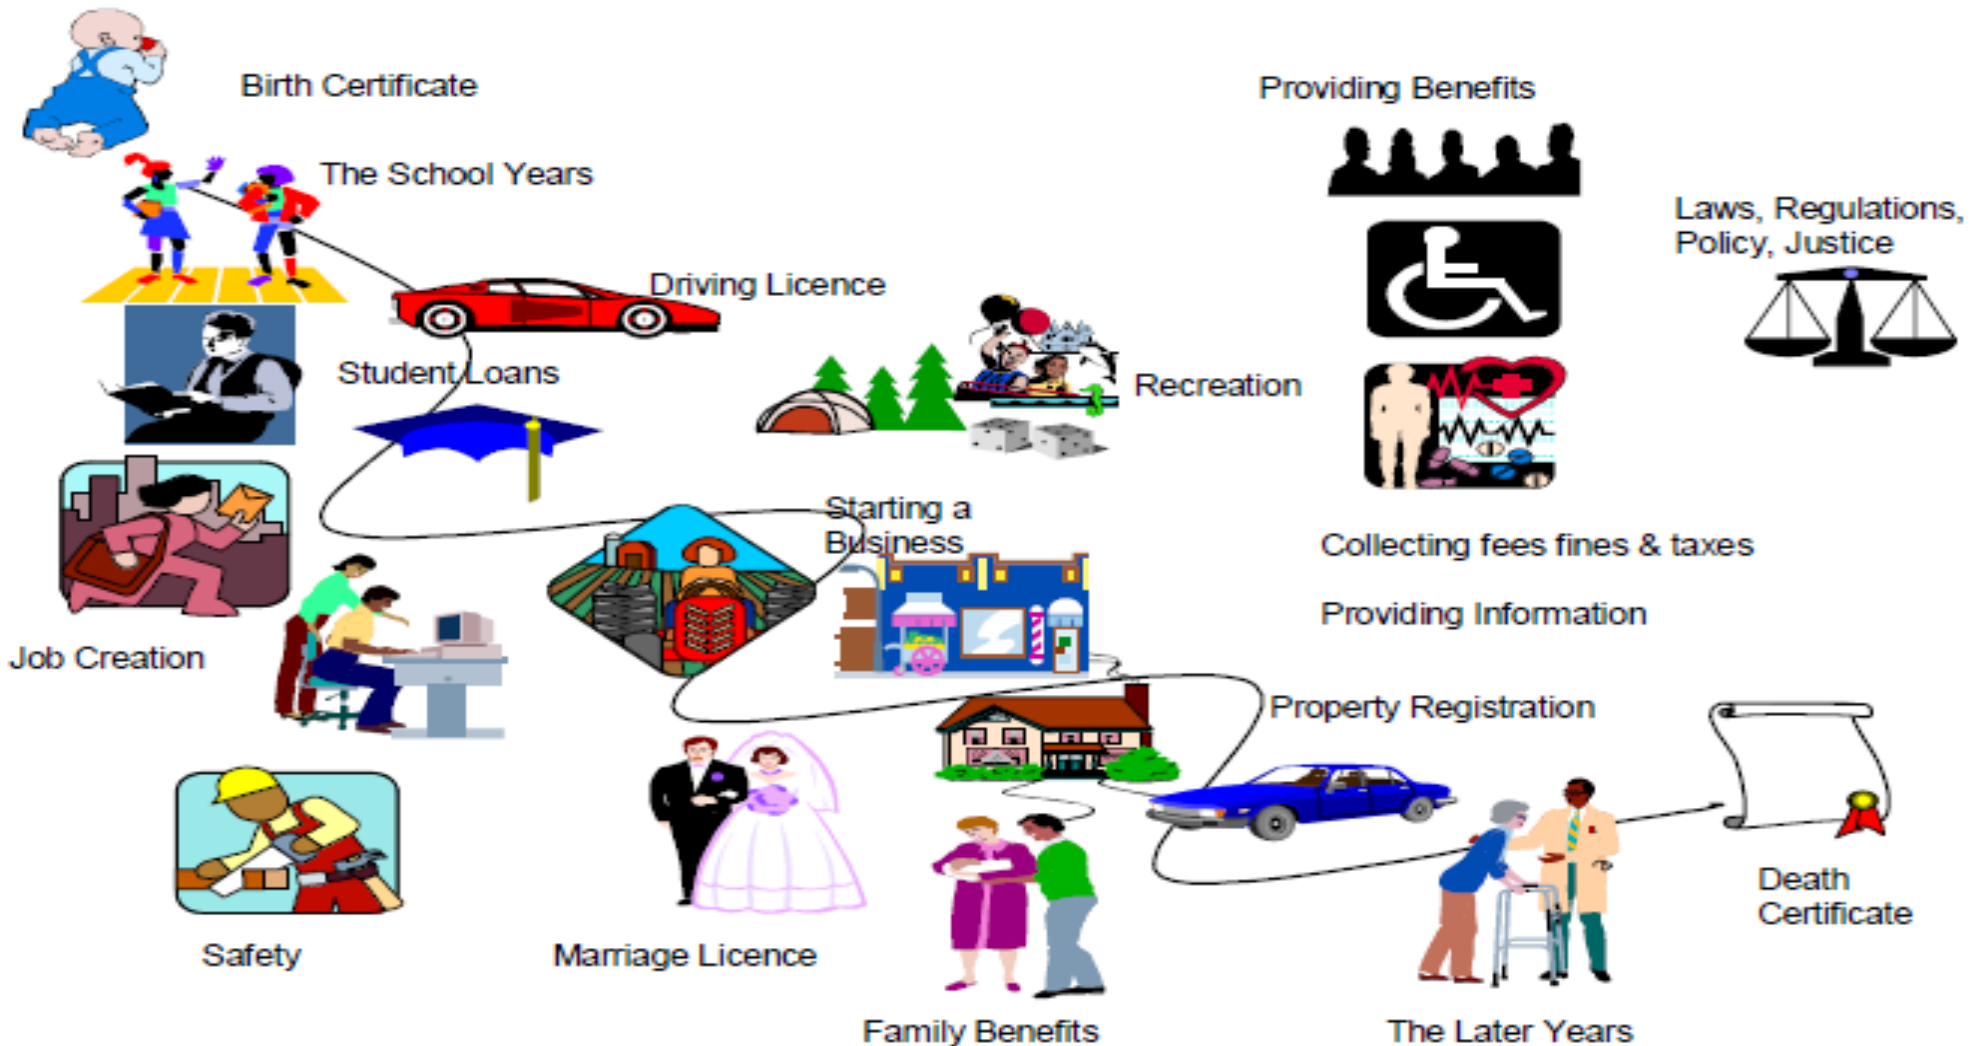 Birth Certificate
Providing Benefits
The School Years
Laws, Regulations,
Policy, Justice
Driving Licence
Student Loans
Recreation
Starting a
Business
Collecting fees fines & taxes
Providing Information
Job Creation
Property Registration
Death
Certificate
Safety
Marriage Licence
Family Benefits
The Later Years